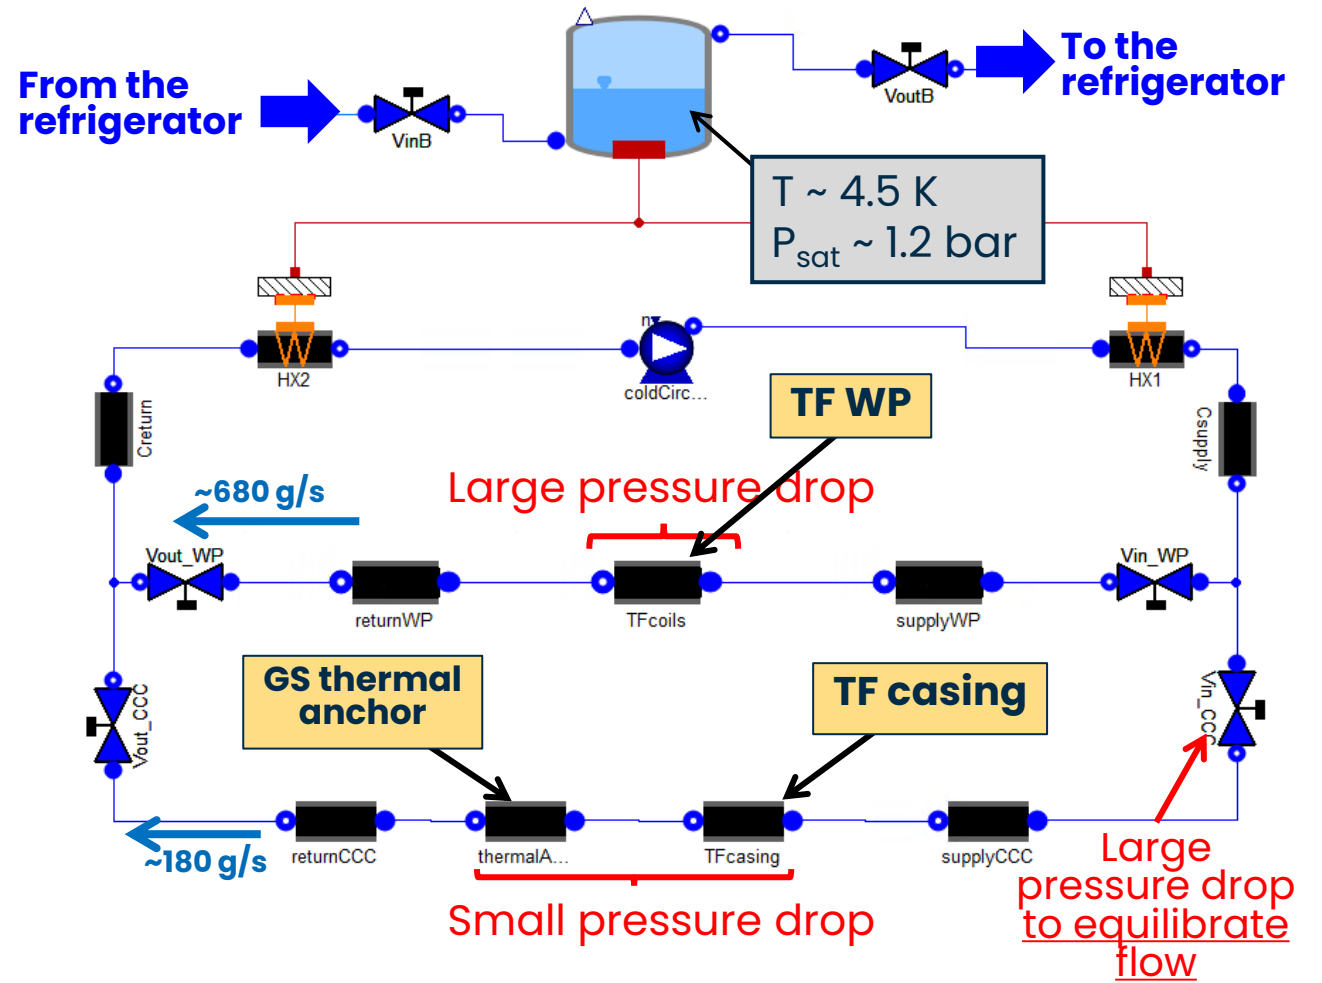 From the
refrigerator
VinB
VoutB
To the
refrigerator
T ~ 4.5 K
Psat ~ 1.2 bar
HX2
n
coldCirc...
HX1
TF WP
Creturn
Csupply
~680 g/s
Large pressure drop
Vout_WP
Vin_WP
returnWP
TFcoils
supplyWP
GS thermal
anchor
TF casing
Vout_CCC
Vin_CCC
~180 g/s
returnCCC
thermalA...
TFcasing
supplyCCC
Small pressure drop
Large
pressure drop
to equilibrate
flow